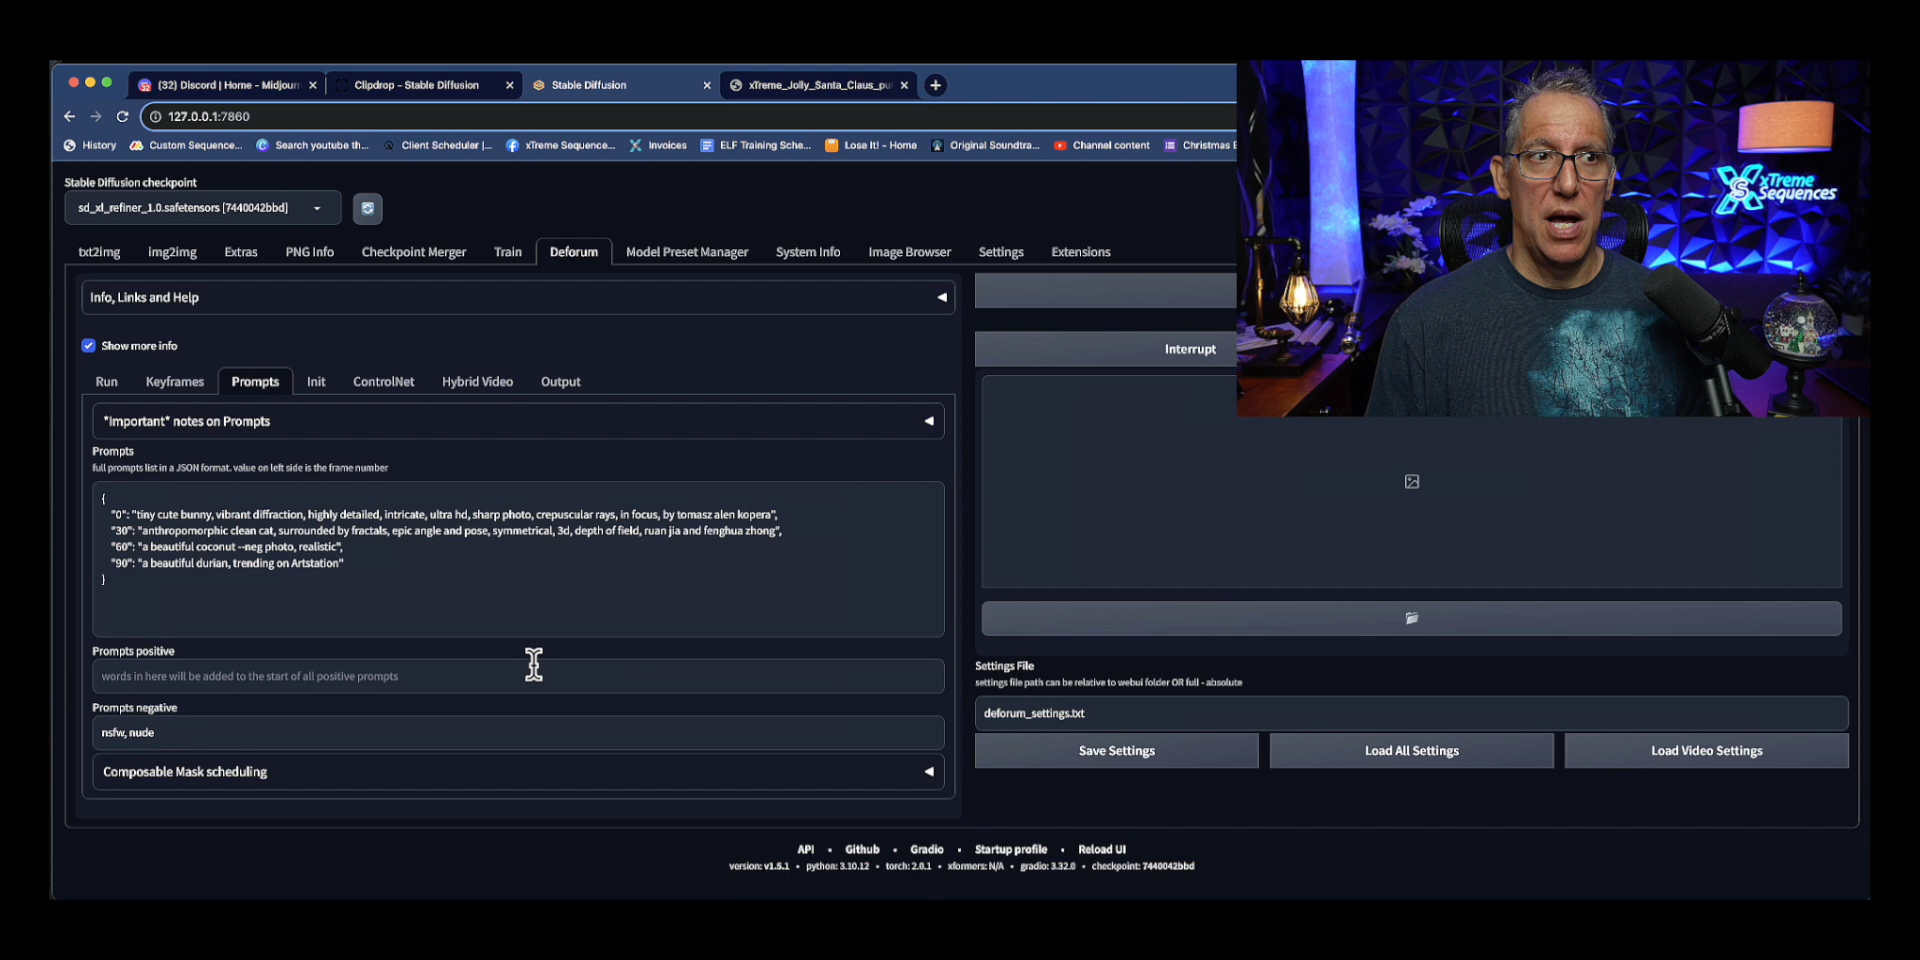 (32) Discord | Home - Midjourn
Clipdrop - Stable Diffusion
Stable Diffusion
xTreme_Jolly_Santa_Claus_pu
127.0.0.1:7860
History
Custom Sequence...
Search youtube th...
Client Scheduler |...
xTreme Sequence...
Invoices
ELF Training Sche...
Lose It! - Home
Original Soundtra...
Channel content
Christmas E
xTreme
Sequences
Stable Diffusion checkpoint
sd_xl_refiner_1.0.safetensors [7440042bbd]
txt2img
img2img
Extras
PNG Info
Checkpoint Merger
Train
Deforum
Model Preset Manager
System Info
Image Browser
Settings
Extensions
Info, Links and Help
Show more info
Interrupt
Run
Keyframes
Prompts
Init
ControlNet
Hybrid Video
Output
*Important* notes on Prompts
Prompts
full prompts list in a JSON format. value on left side is the frame number
{
"0": "tiny cute bunny, vibrant diffraction, highly detailed, intricate, ultra hd, sharp photo, crepuscular rays, in focus, by tomasz alen kopera",
"30": "anthropomorphic clean cat, surrounded by fractals, epic angle and pose, symmetrical, 3d, depth of field, ruan jia and fenghua zhong",
"60": "a beautiful coconut --neg photo, realistic",
"90": "a beautiful durian, trending on Artstation"
}
Prompts positive
words in here will be added to the start of all positive prompts
Prompts negative
nsfw, nude
Composable Mask scheduling
Settings File
settings file path can be relative to webui folder OR full - absolute
deforum_settings.txt
Save Settings
Load All Settings
Load Video Settings
API • Github • Gradio • Startup profile • Reload UI
version: v1.5.1 • python: 3.10.12 • torch: 2.0.1 • xformers: N/A • gradio: 3.32.0 • checkpoint: 7440042bbd